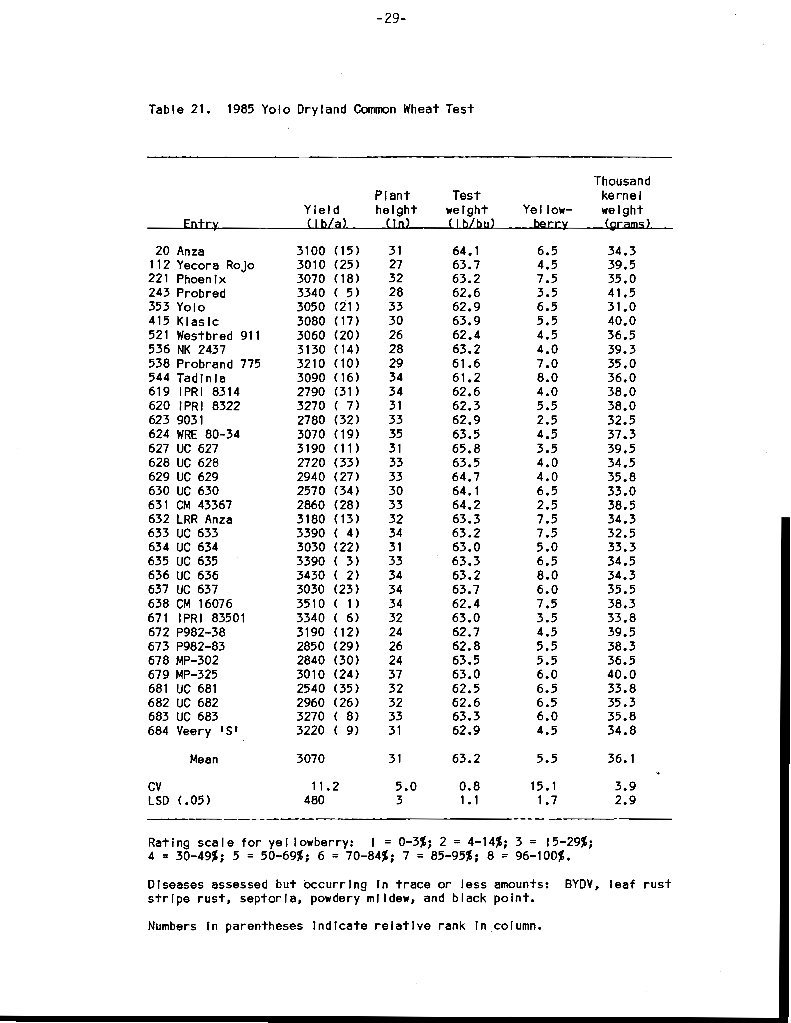 -29-
Table 21. 1985 Yolo Dryland Common Wheat Test
Thousand
Plant Test kernel
Yield height weight Yellow- weight
Entry (lb/a) (in) (lb/bu) berry (grams)
20 Anza 3100 (15) 31 64.1 6.5 34.3
112 Yecora Rojo 3010 (25) 27 63.7 4.5 39.5
221 Phoenix 3070 (18) 32 63.2 7.5 35.0
243 Probred 3340 ( 5) 28 62.6 3.5 41.5
353 Yolo 3050 (21) 33 62.9 6.5 31.0
415 Klasic 3080 (17) 30 63.9 5.5 40.0
521 Westbred 911 3060 (20) 26 62.4 4.5 36.5
536 NK 2437 3130 (14) 28 63.2 4.0 39.3
538 Probrand 775 3210 (10) 29 61.6 7.0 35.0
544 Tadinia 3090 (16) 34 61.2 8.0 36.0
619 IPRI 8314 2790 (31) 34 62.6 4.0 38.0
620 IPRI 8322 3270 ( 7) 31 62.3 5.5 38.0
623 9031 2780 (32) 33 62.9 2.5 32.5
624 WRE 80-34 3070 (19) 35 63.5 4.5 37.3
627 UC 627 3190 (11) 31 65.8 3.5 39.5
628 UC 628 2720 (33) 33 63.5 4.0 34.5
629 UC 629 2940 (27) 33 64.7 4.0 35.8
630 UC 630 2570 (34) 30 64.1 6.5 33.0
631 CM 43367 2860 (28) 33 64.2 2.5 38.5
632 LRR Anza 3180 (13) 32 63.3 7.5 34.3
633 UC 633 3390 ( 4) 34 63.2 7.5 32.5
634 UC 634 3030 (22) 31 63.0 5.0 33.3
635 UC 635 3390 ( 3) 33 63.3 6.5 34.5
636 UC 636 3430 ( 2) 34 63.2 8.0 34.3
637 UC 637 3030 (23) 34 63.7 6.0 35.5
638 CM 16076 3510 ( 1) 34 62.4 7.5 38.3
671 IPRI 83501 3340 ( 6) 32 63.0 3.5 33.8
672 P982-38 3190 (12) 24 62.7 4.5 39.5
673 P982-83 2850 (29) 26 62.8 5.5 38.3
678 MP-302 2840 (30) 24 63.5 5.5 36.5
679 MP-325 3010 (24) 37 63.0 6.0 40.0
681 UC 681 2540 (35) 32 62.5 6.5 33.8
682 UC 682 2960 (26) 32 62.6 6.5 35.3
683 UC 683 3270 ( 8) 33 63.3 6.0 35.8
684 Veery 'S' 3220 ( 9) 31 62.9 4.5 34.8
Mean 3070 31 63.2 5.5 36.1
CV 11.2 5.0 0.8 15.1 3.9
LSD (.05) 480 3 1.1 1.7 2.9
Rating scale for yellowberry: 1 = 0-3%; 2 = 4-14%; 3 = 15-29%;
4 = 30-49%; 5 = 50-69%; 6 = 70-84%; 7 = 85-95%; 8 = 96-100%.
Diseases assessed but occurring in trace or less amounts: BYDV, leaf rust
stripe rust, septoria, powdery mildew, and black point.
Numbers in parentheses indicate relative rank in column.